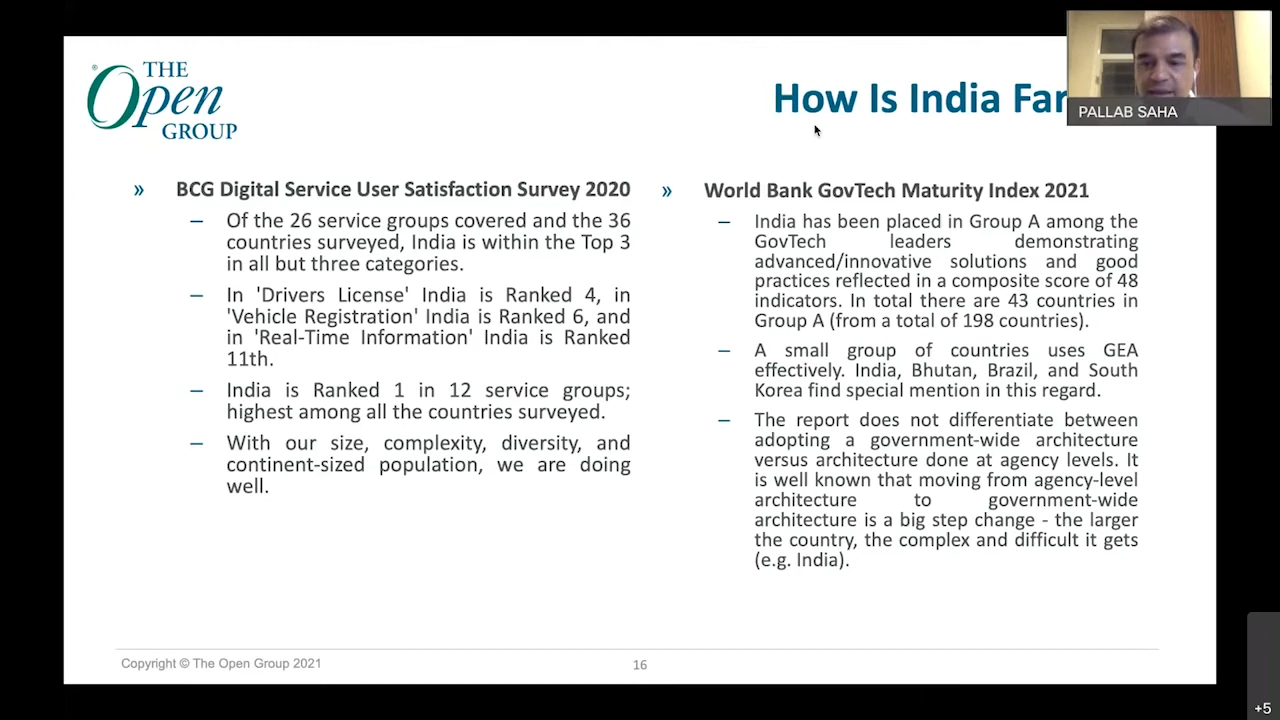 THE
Open
GROUP
®
How Is India Far
PALLAB SAHA
» BCG Digital Service User Satisfaction Survey 2020
– Of the 26 service groups covered and the 36
countries surveyed, India is within the Top 3
in all but three categories.
– In 'Drivers License' India is Ranked 4, in
'Vehicle Registration' India is Ranked 6, and
in 'Real-Time Information' India is Ranked
11th.
– India is Ranked 1 in 12 service groups;
highest among all the countries surveyed.
– With our size, complexity, diversity, and
continent-sized population, we are doing
well.
» World Bank GovTech Maturity Index 2021
– India has been placed in Group A among the
GovTech leaders demonstrating
advanced/innovative solutions and good
practices reflected in a composite score of 48
indicators. In total there are 43 countries in
Group A (from a total of 198 countries).
– A small group of countries uses GEA
effectively. India, Bhutan, Brazil, and South
Korea find special mention in this regard.
– The report does not differentiate between
adopting a government-wide architecture
versus architecture done at agency levels. It
is well known that moving from agency-level
architecture to government-wide
architecture is a big step change - the larger
the country, the complex and difficult it gets
(e.g. India).
Copyright © The Open Group 2021
16
+5